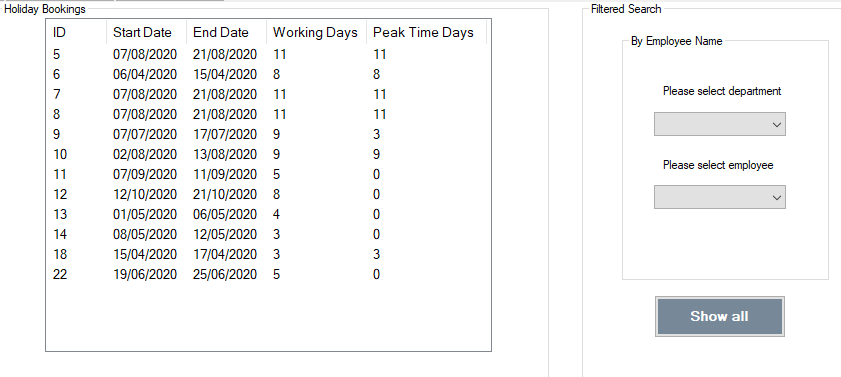 Holiday Bookings
ID Start Date End Date Working Days Peak Time Days
5 07/08/2020 21/08/2020 11 11
6 06/04/2020 15/04/2020 8 8
7 07/08/2020 21/08/2020 11 11
8 07/08/2020 21/08/2020 11 11
9 07/07/2020 17/07/2020 9 3
10 02/08/2020 13/08/2020 9 9
11 07/09/2020 11/09/2020 5 0
12 12/10/2020 21/10/2020 8 0
13 01/05/2020 06/05/2020 4 0
14 08/05/2020 12/05/2020 3 0
18 15/04/2020 17/04/2020 3 3
22 19/06/2020 25/06/2020 5 0
Filtered Search
By Employee Name
Please select department
Please select employee
Show all